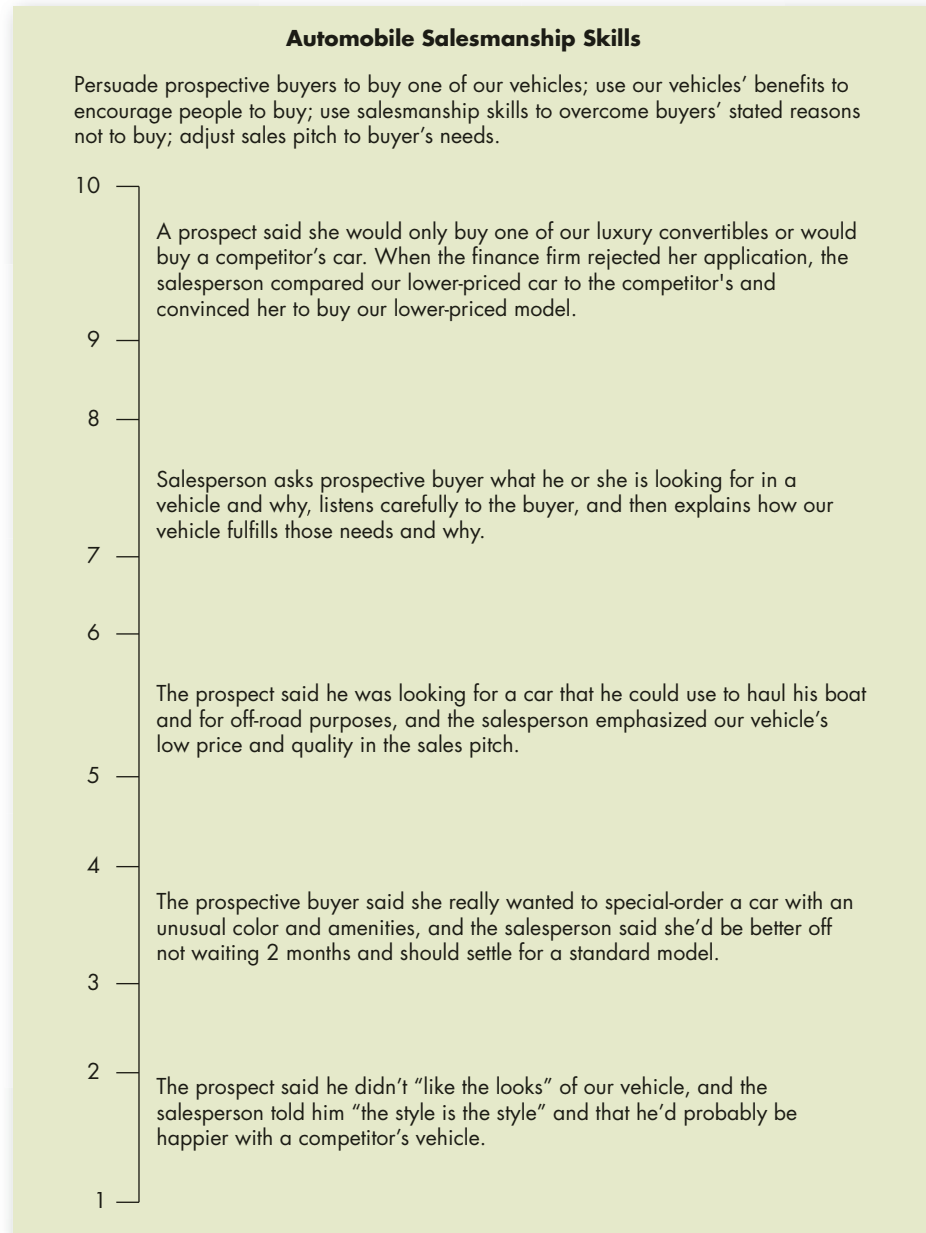 Automobile Salesmanship Skills
Persuade prospective buyers to buy one of our vehicles; use our vehicles’ benefits to
encourage people to buy; use salesmanship skills to overcome buyers’ stated reasons
not to buy; adjust sales pitch to buyer’s needs.
10
A prospect said she would only buy one of our luxury convertibles or would
buy a competitor’s car. When the finance firm rejected her application, the
salesperson compared our lower-priced car to the competitor's and
convinced her to buy our lower-priced model.
9
8
Salesperson asks prospective buyer what he or she is looking for in a
vehicle and why, listens carefully to the buyer, and then explains how our
vehicle fulfills those needs and why.
7
6
The prospect said he was looking for a car that he could use to haul his boat
and for off-road purposes, and the salesperson emphasized our vehicle’s
low price and quality in the sales pitch.
5
4
The prospective buyer said she really wanted to special-order a car with an
unusual color and amenities, and the salesperson said she’d be better off
not waiting 2 months and should settle for a standard model.
3
2
The prospect said he didn’t “like the looks” of our vehicle, and the
salesperson told him “the style is the style” and that he’d probably be
happier with a competitor’s vehicle.
1